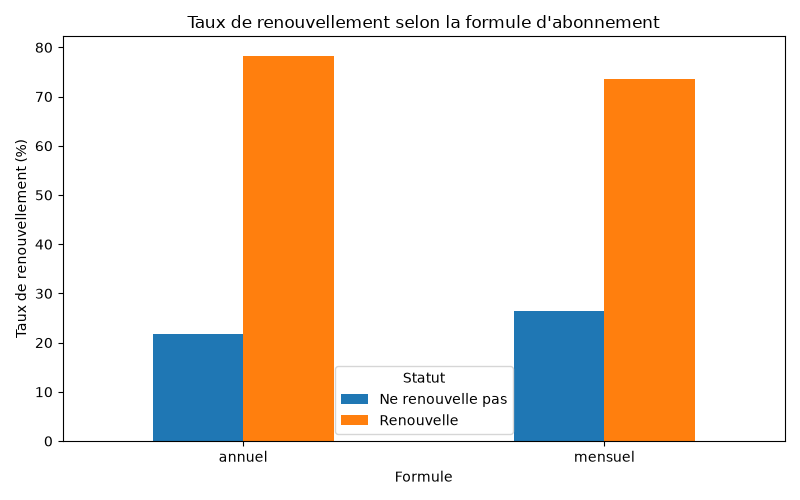 Taux de renouvellement selon la formule d'abonnement
Taux de renouvellement (%)
80
70
60
50
40
30
20
10
0
Statut
Ne renouvelle pas
Renouvelle
annuel
mensuel
Formule